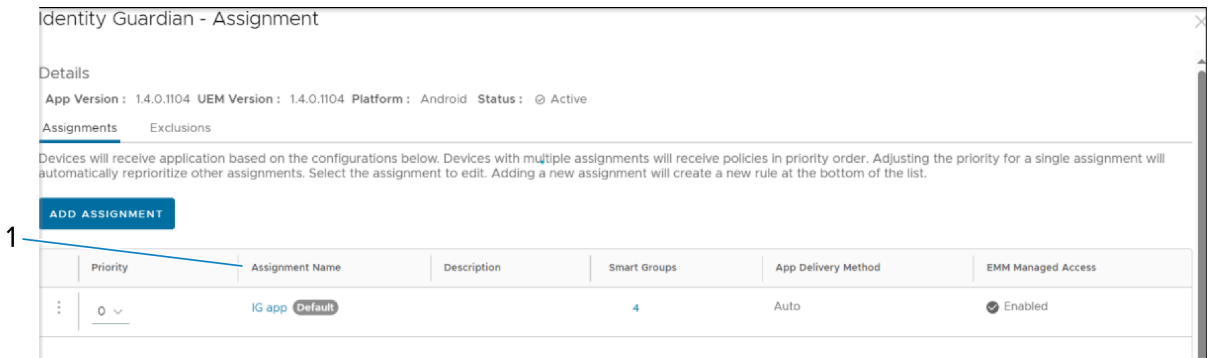 Identity Guardian - Assignment
Details
App Version : 1.4.0.1104 UEM Version : 1.4.0.1104 Platform : Android Status : Active
Assignments Exclusions
Devices will receive application based on the configurations below. Devices with multiple assignments will receive policies in priority order. Adjusting the priority for a single assignment will
automatically reprioritize other assignments. Select the assignment to edit. Adding a new assignment will create a new rule at the bottom of the list.
ADD ASSIGNMENT
1
Priority Assignment Name Description Smart Groups App Delivery Method EMM Managed Access
0 IG app Default 4 Auto Enabled